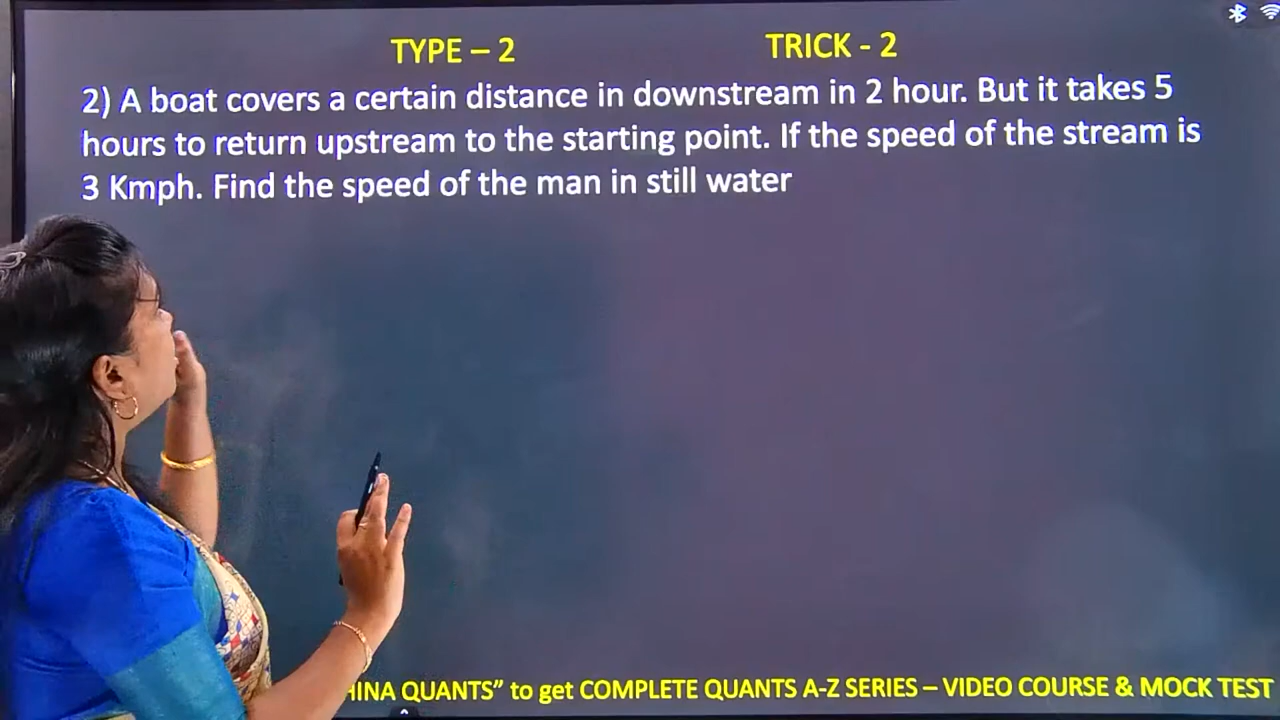 TYPE – 2 TRICK - 2
2) A boat covers a certain distance in downstream in 2 hour. But it takes 5
hours to return upstream to the starting point. If the speed of the stream is
3 Kmph. Find the speed of the man in still water
QUANTS” to get COMPLETE QUANTS A-Z SERIES – VIDEO COURSE & MOCK TEST